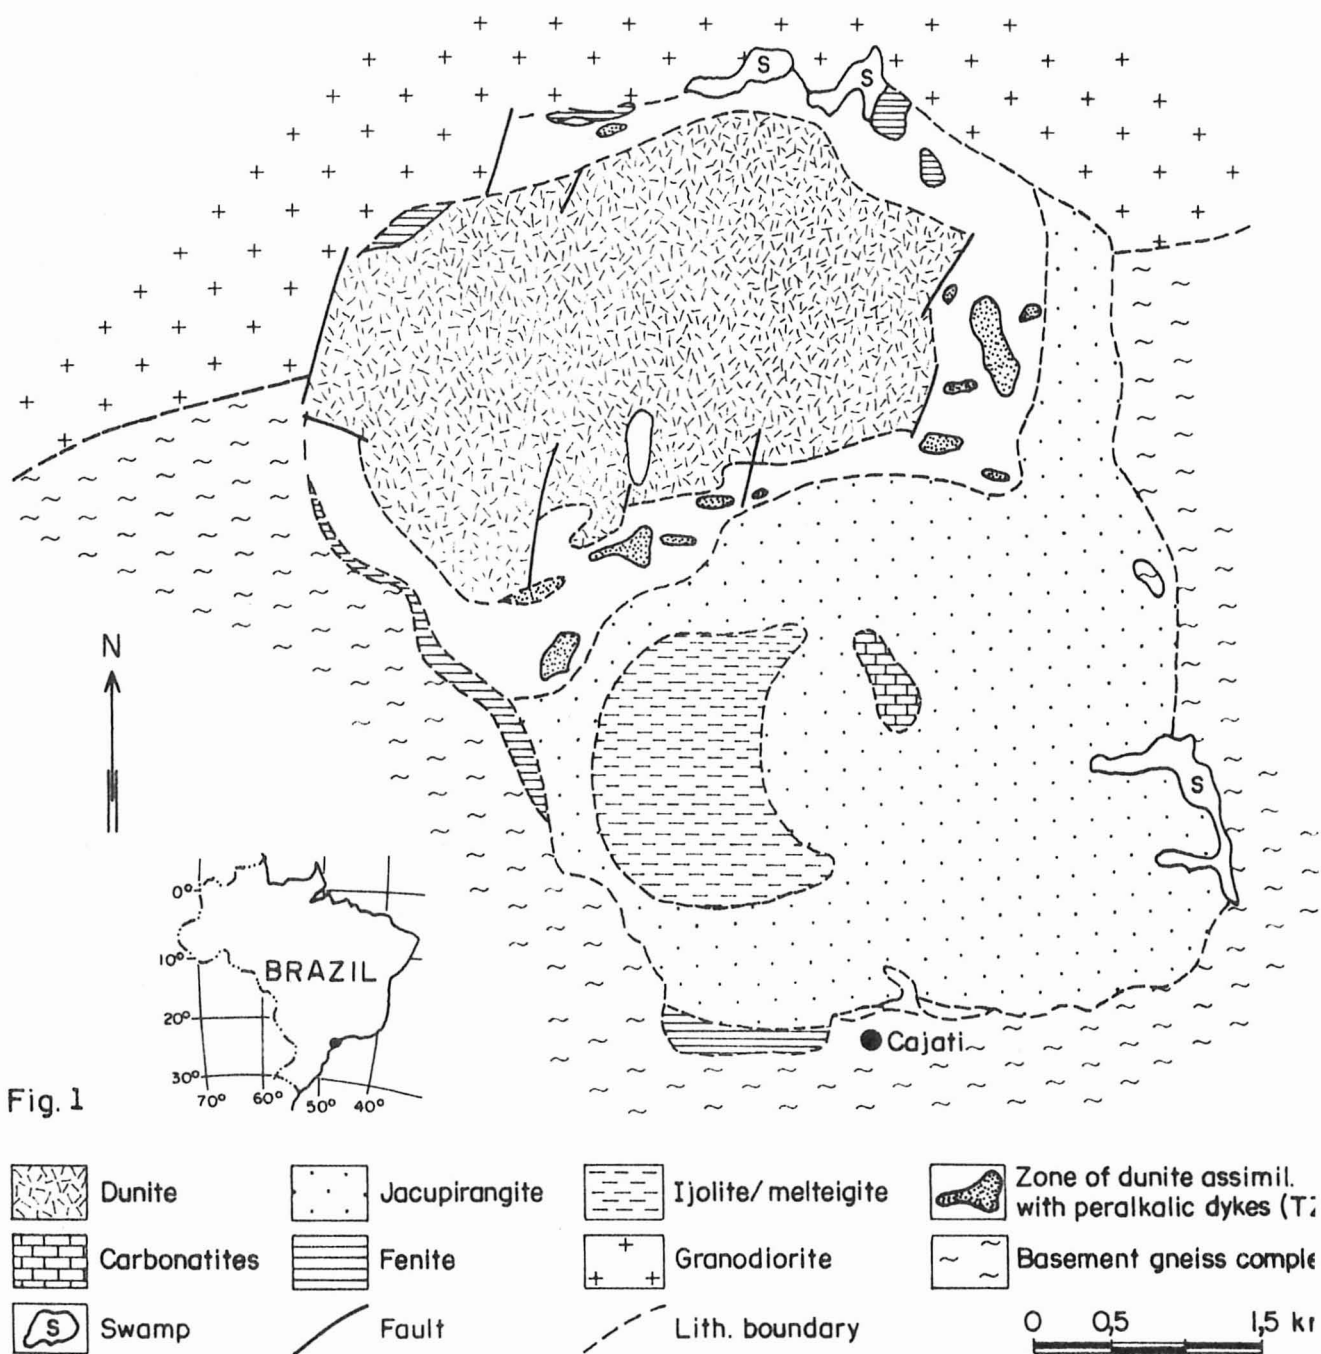 S
S
N
S
0°
10°
BRAZIL
20°
30°
70° 60° 50° 40°
Cajati
Fig. 1
Dunite
Jacupirangite
Ijolite/melteigite
Zone of dunite assimil.
with peralkalic dykes
Carbonatites
Fenite
Granodiorite
Basement gneiss
S
Swamp
Fault
Lith. boundary
0 0,5 1,5